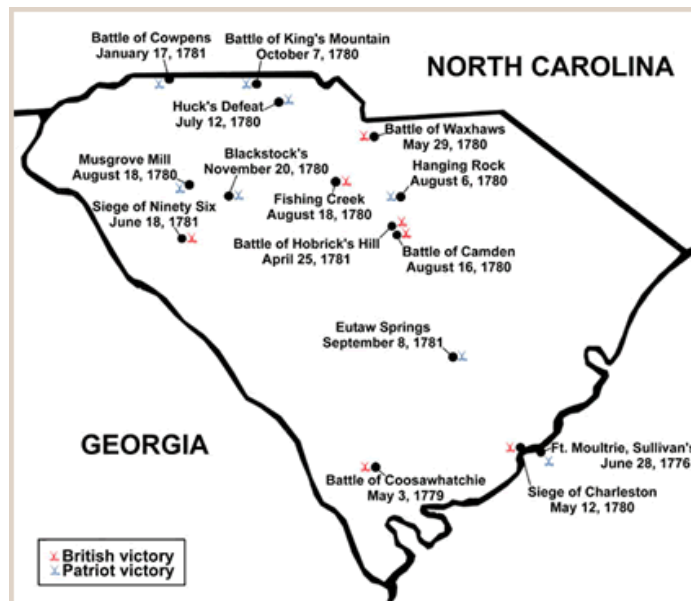 Battle of Cowpens
January 17, 1781
Battle of King's Mountain
October 7, 1780
NORTH CAROLINA
Huck's Defeat
July 12, 1780
Battle of Waxhaws
May 29, 1780
Musgrove Mill
August 18, 1780
Blackstock's
November 20, 1780
Hanging Rock
August 6, 1780
Fishing Creek
August 18, 1780
Siege of Ninety Six
June 18, 1781
Battle of Hobrick's Hill
April 25, 1781
Battle of Camden
August 16, 1780
Eutaw Springs
September 8, 1781
GEORGIA
Ft. Moultrie, Sullivan's
June 28, 1776
Battle of Coosawhatchie
May 3, 1779
Siege of Charleston
May 12, 1780
British victory
Patriot victory